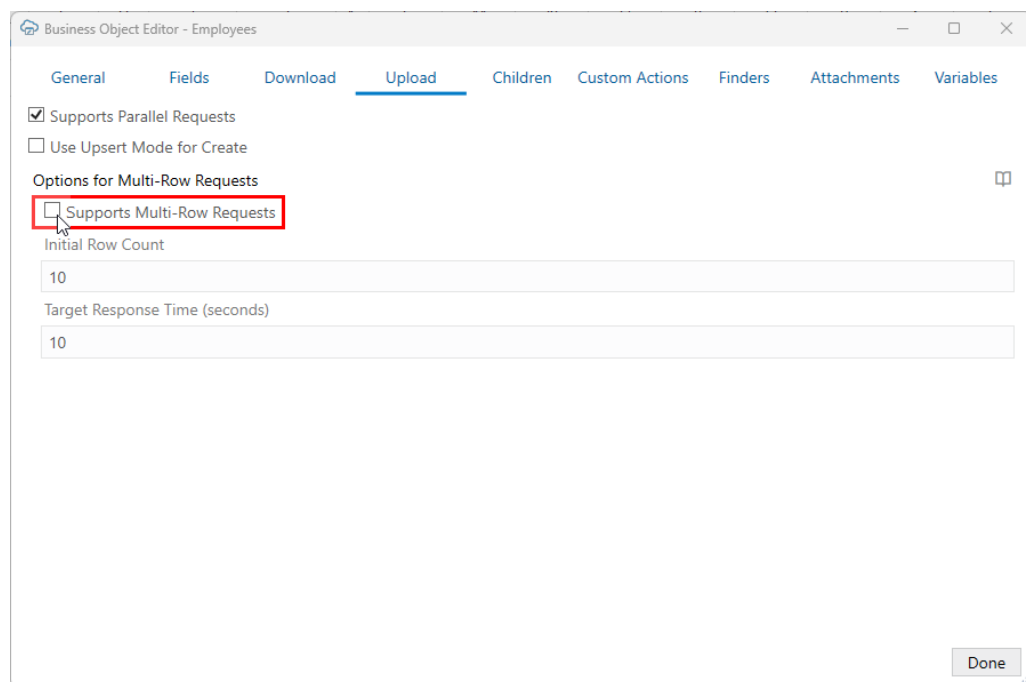 Business Object Editor - Employees
General Fields Download Upload Children Custom Actions Finders Attachments Variables
Supports Parallel Requests
Use Upsert Mode for Create
Options for Multi-Row Requests
Supports Multi-Row Requests
Initial Row Count
10
Target Response Time (seconds)
10
Done